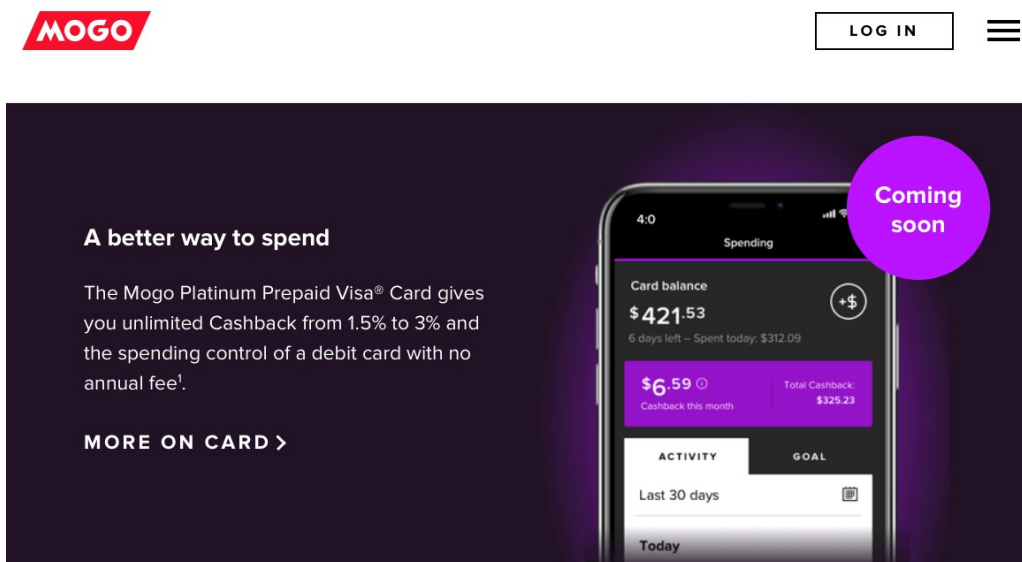 MOGO
LOG IN
A better way to spend
The Mogo Platinum Prepaid Visa® Card gives
you unlimited Cashback from 1.5% to 3% and
the spending control of a debit card with no
annual fee¹.
MORE ON CARD
Coming
soon
4:0
Spending
Card balance
$421.53
+$
6 days left – Spent today: $312.09
$6.59
Cashback this month
Total Cashback:
$325.23
ACTIVITY
GOAL
Last 30 days
Today